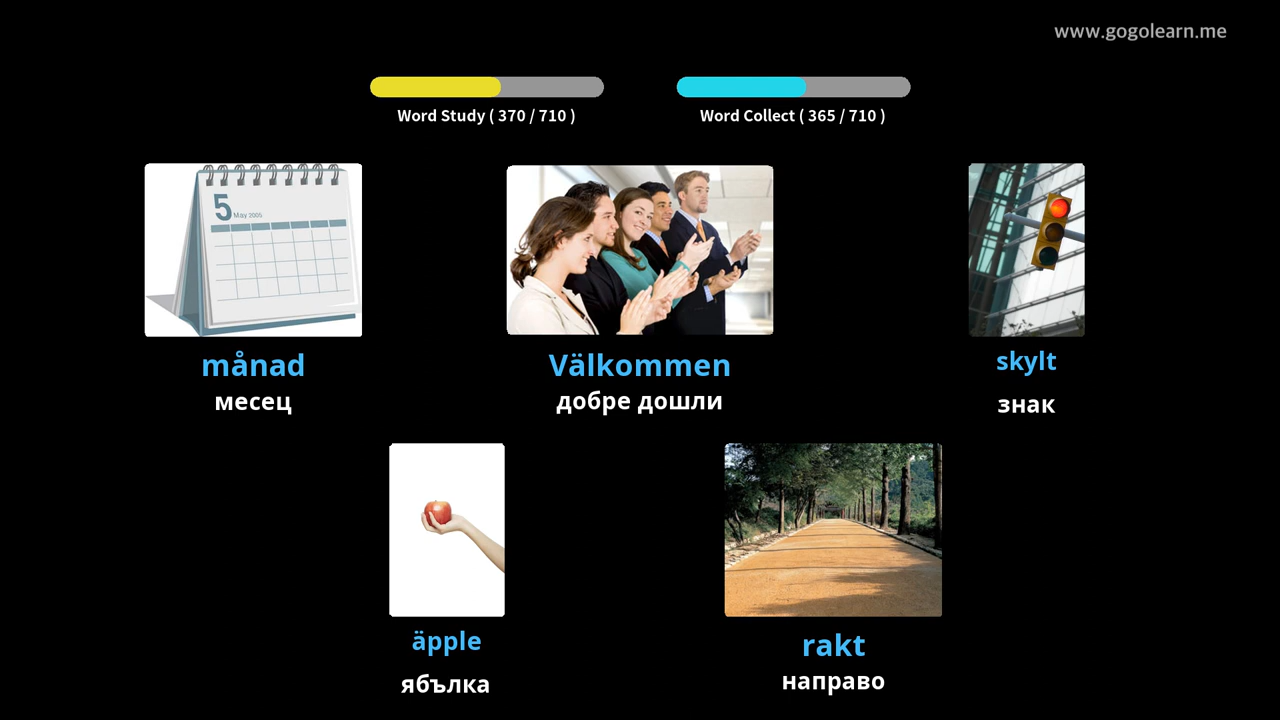 www.gogolearn.me
Word Study ( 370 / 710 )
Word Collect ( 365 / 710 )
5 May 2005
månad
месец
Välkommen
добре дошли
skylt
знак
äpple
ябълка
rakt
направо